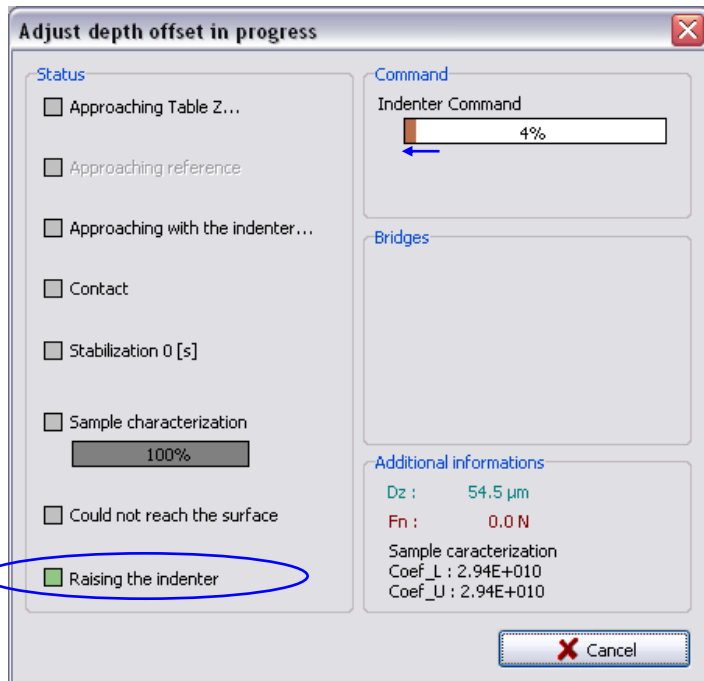 Adjust depth offset in progress
Status
Approaching Table Z...
Approaching reference
Approaching with the indenter...
Contact
Stabilization 0 [s]
Sample characterization
100%
Could not reach the surface
Raising the indenter
Command
Indenter Command
4%
Bridges
Additional informations
Dz : 54.5 µm
Fn : 0.0 N
Sample caracterization
Coef_L : 2.94E+010
Coef_U : 2.94E+010
Cancel